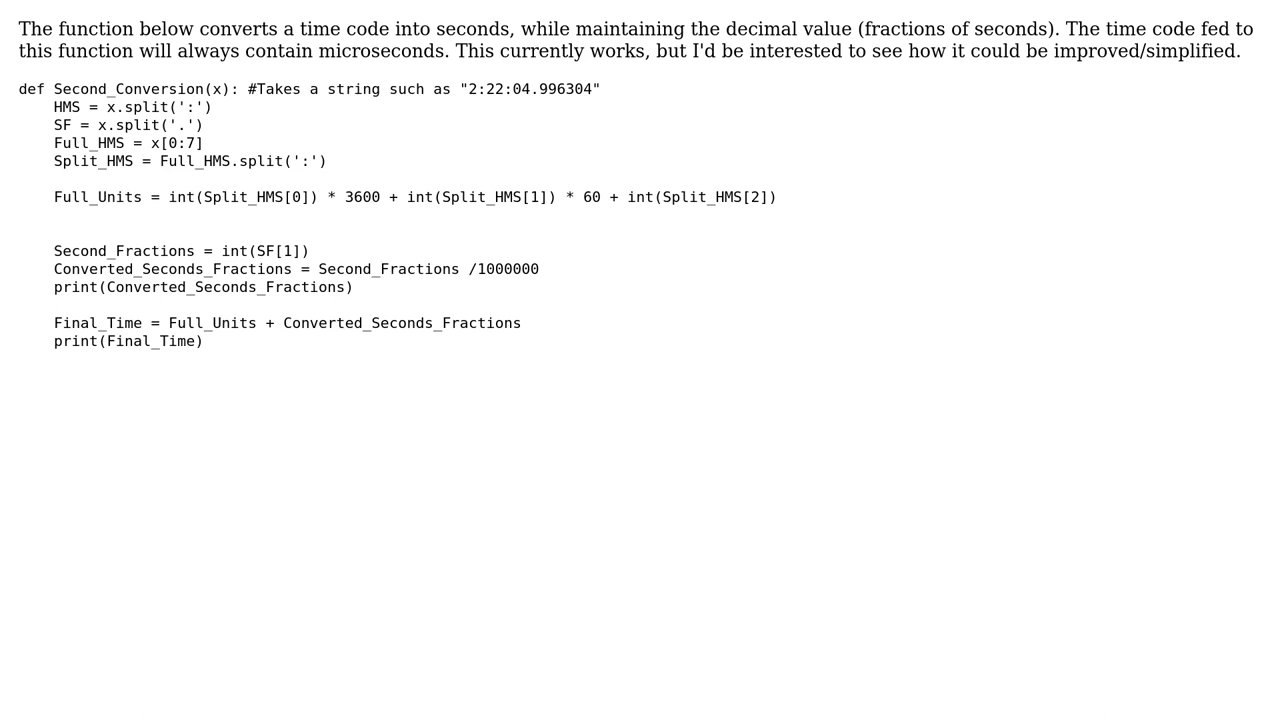 The function below converts a time code into seconds, while maintaining the decimal value (fractions of seconds). The time code fed to
this function will always contain microseconds. This currently works, but I'd be interested to see how it could be improved/simplified.
def Second_Conversion(x): #Takes a string such as "2:22:04.996304"
    HMS = x.split(':')
    SF = x.split('.')
    Full_HMS = x[0:7]
    Split_HMS = Full_HMS.split(':')
    Full_Units = int(Split_HMS[0]) * 3600 + int(Split_HMS[1]) * 60 + int(Split_HMS[2])
    Second_Fractions = int(SF[1])
    Converted_Seconds_Fractions = Second_Fractions /1000000
    print(Converted_Seconds_Fractions)
    Final_Time = Full_Units + Converted_Seconds_Fractions
    print(Final_Time)